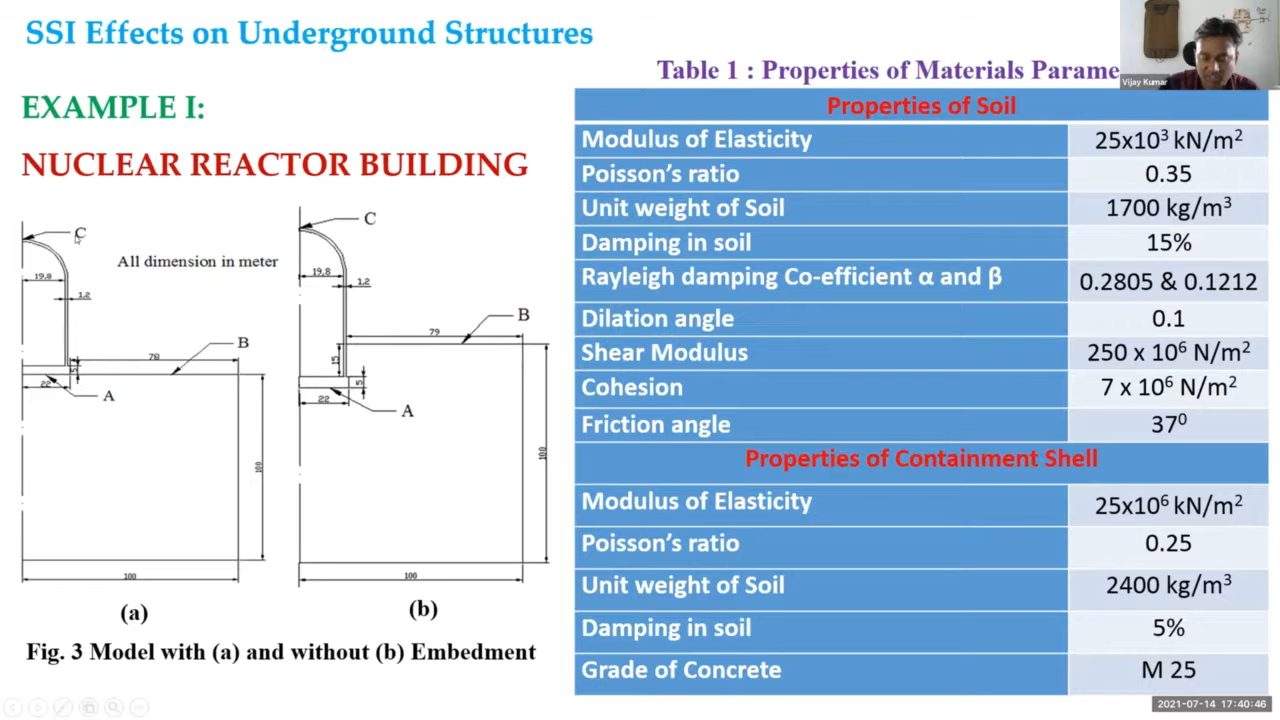 SSI Effects on Underground Structures
Table 1 : Properties of Materials Parame
Vijay Kumar
EXAMPLE I:
NUCLEAR REACTOR BUILDING
C
All dimension in meter
19,8
1,2
B
78
5
22
A
100
100
(a)
C
19,8
1,2
B
79
15
5
22
A
100
100
(b)
Fig. 3 Model with (a) and without (b) Embedment
Properties of Soil
Modulus of Elasticity 25x10³ kN/m²
Poisson’s ratio 0.35
Unit weight of Soil 1700 kg/m³
Damping in soil 15%
Rayleigh damping Co-efficient α and β 0.2805 & 0.1212
Dilation angle 0.1
Shear Modulus 250 x 10⁶ N/m²
Cohesion 7 x 10⁶ N/m²
Friction angle 37⁰
Properties of Containment Shell
Modulus of Elasticity 25x10⁶ kN/m²
Poisson’s ratio 0.25
Unit weight of Soil 2400 kg/m³
Damping in soil 5%
Grade of Concrete M 25
2021-07-14 17:40:46